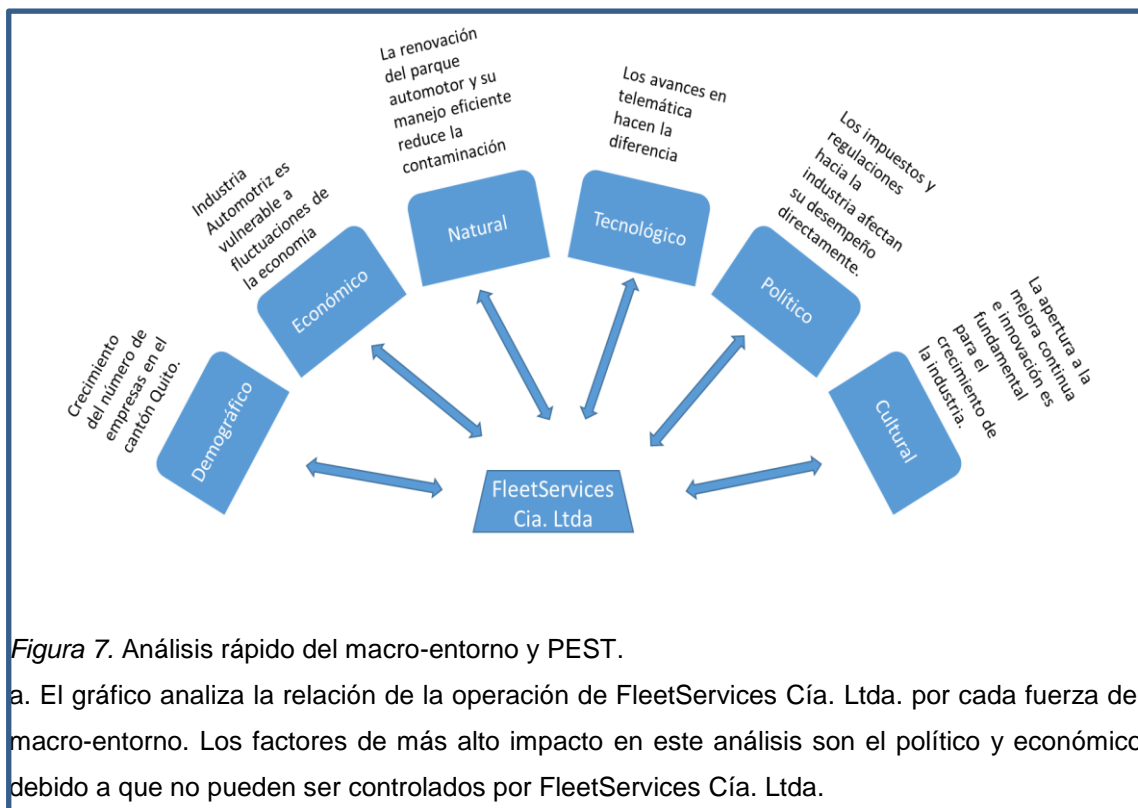 Crecimiento
del número de
empresas en el
cantón Quito.
Demográfico
Industria
Automotriz es
vulnerable a
fluctuaciones de
la economía
Económico
La renovación
del parque
automotor y su
manejo eficiente
reduce la
contaminación
Natural
Los avances en
telemática
hacen la
diferencia
Tecnológico
Los impuestos y
regulaciones
hacia la
industria afectan
su desempeño
directamente.
Político
La apertura a la
mejora continua
e innovación es
fundamental
para el
crecimiento de
la industria.
Cultural
FleetServices
Cia. Ltda
Figura 7. Análisis rápido del macro-entorno y PEST.
a. El gráfico analiza la relación de la operación de FleetServices Cía. Ltda. por cada fuerza de
macro-entorno. Los factores de más alto impacto en este análisis son el político y económico
debido a que no pueden ser controlados por FleetServices Cía. Ltda.